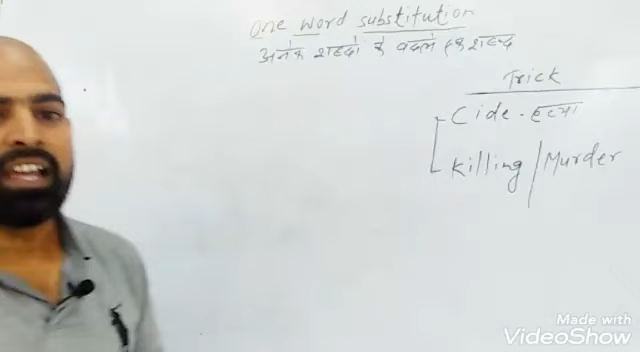 One word substitution
अनेक शब्दों के बदले एक शब्द
Trick
Cide - हत्या
Killing / Murder
Made with
VideoShow